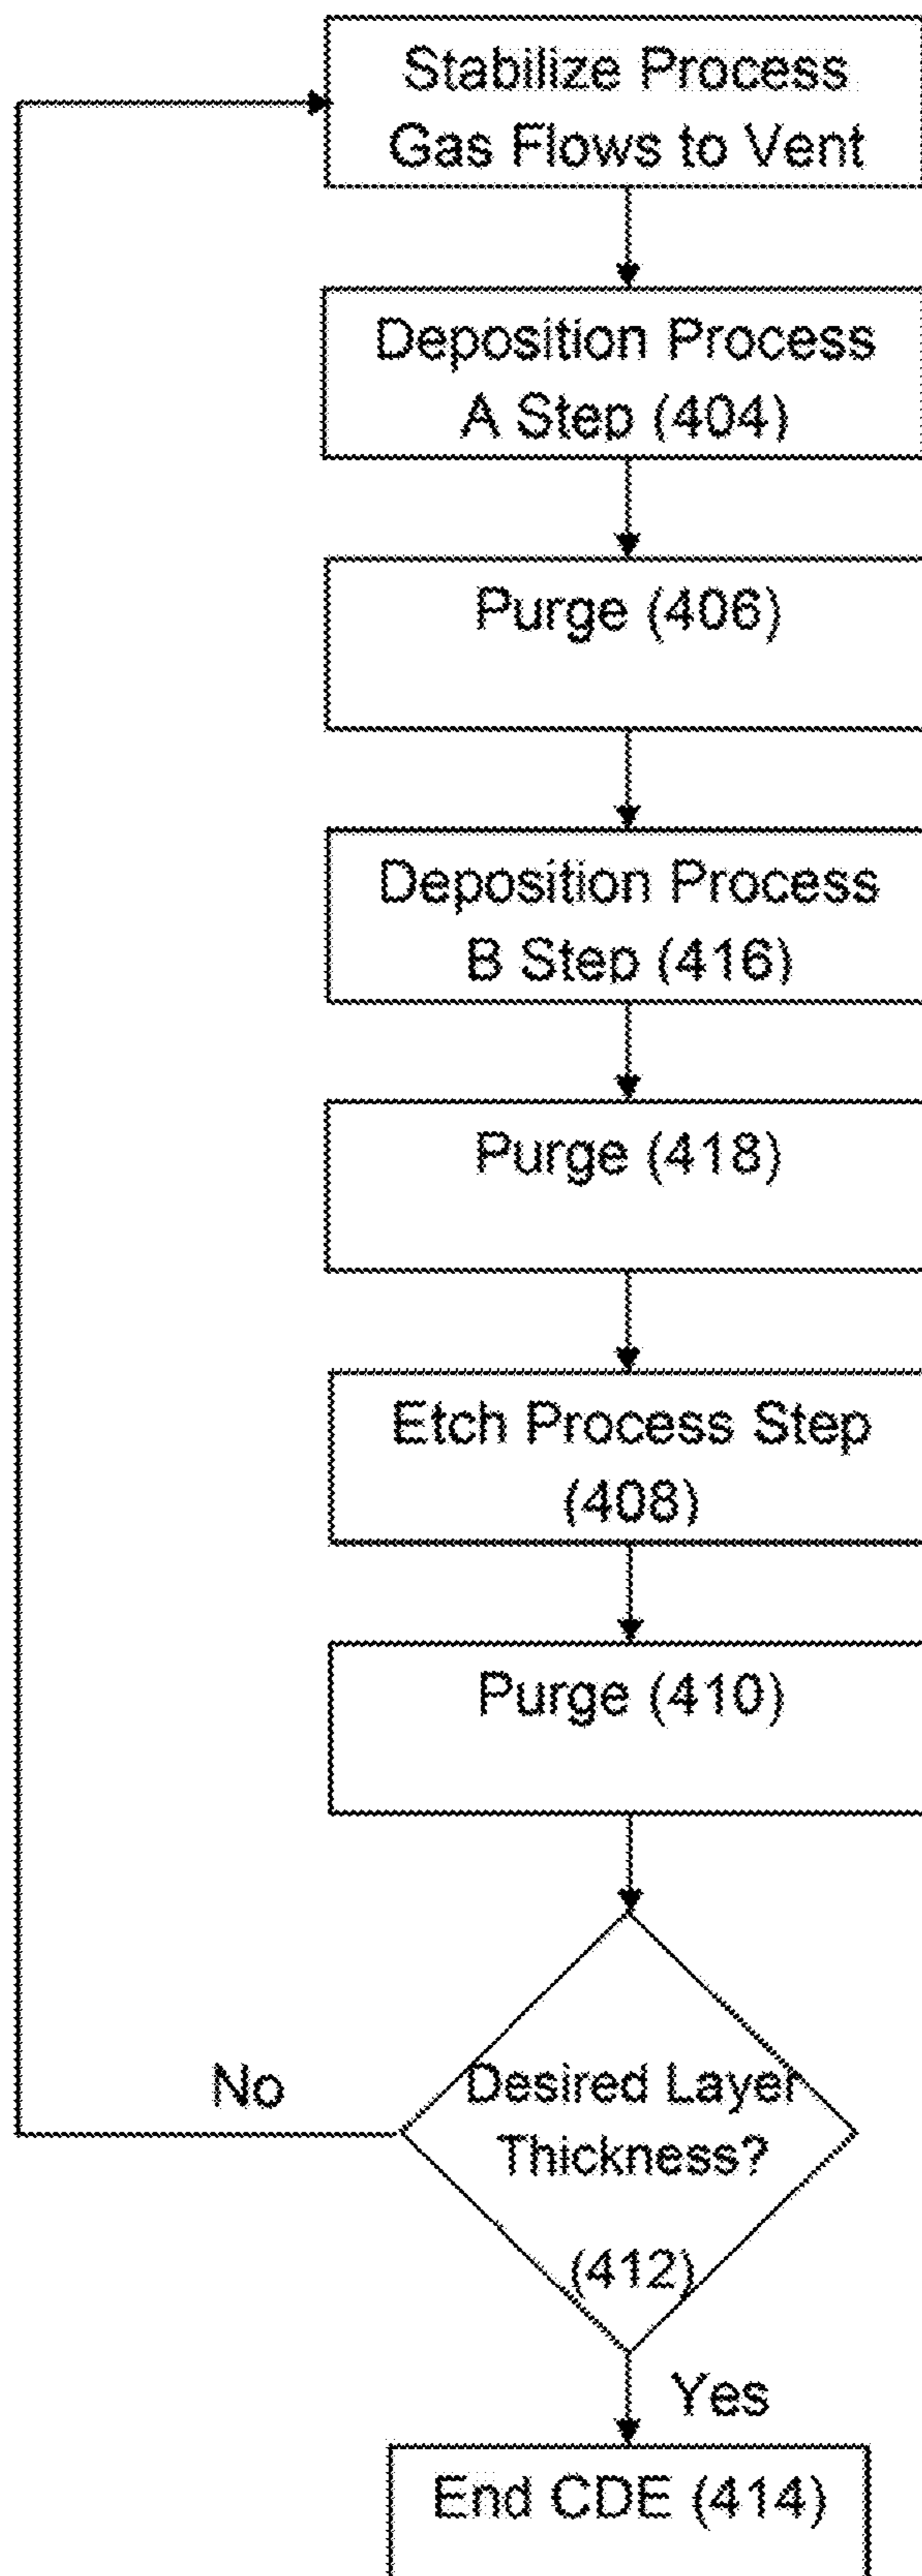 Stabilize Process
Gas Flows to Vent
Deposition Process
A Step (404)
Purge (406)
Deposition Process
B Step (416)
Purge (418)
Etch Process Step
(408)
Purge (410)
Desired Layer
Thickness?
(412)
No
Yes
End CDE (414)